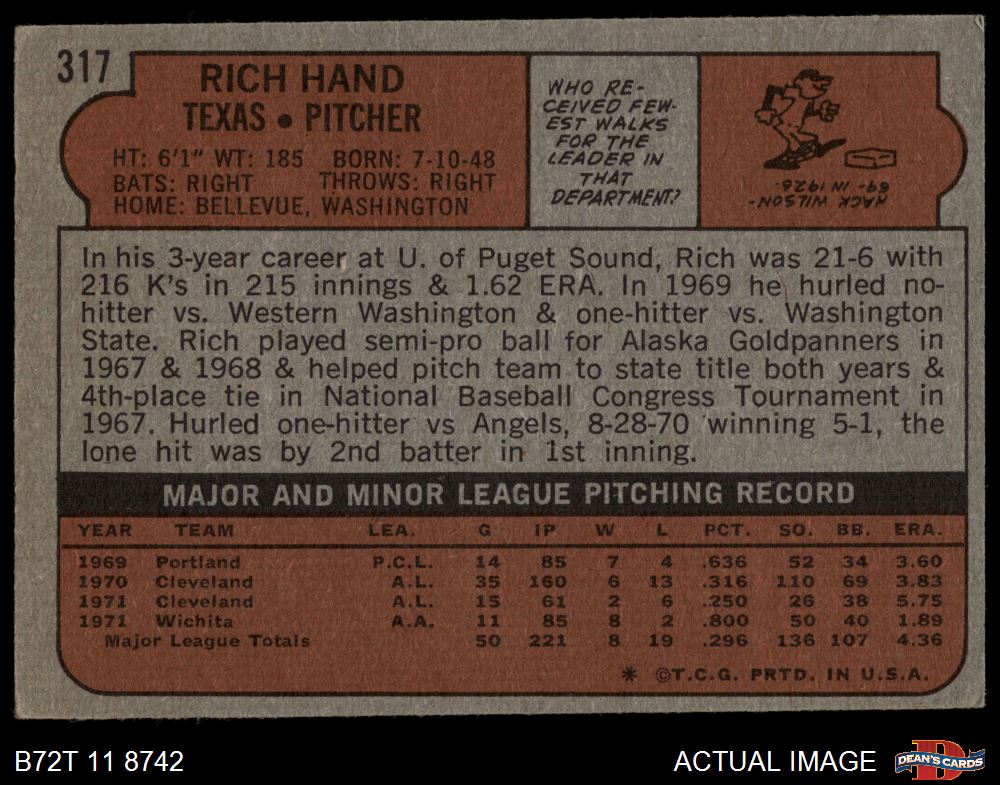 317
RICH HAND
TEXAS • PITCHER
HT: 6'1" WT: 185 BORN: 7-10-48
BATS: RIGHT THROWS: RIGHT
HOME: BELLEVUE, WASHINGTON
WHO RE-
CEIVED FEW-
EST WALKS
FOR THE
LEADER IN
THAT
DEPARTMENT?
HACK WILSON-
69- IN 1926.
In his 3-year career at U. of Puget Sound, Rich was 21-6 with
216 K's in 215 innings & 1.62 ERA. In 1969 he hurled no-
hitter vs. Western Washington & one-hitter vs. Washington
State. Rich played semi-pro ball for Alaska Goldpanners in
1967 & 1968 & helped pitch team to state title both years &
4th-place tie in National Baseball Congress Tournament in
1967. Hurled one-hitter vs Angels, 8-28-70 winning 5-1, the
lone hit was by 2nd batter in 1st inning.
MAJOR AND MINOR LEAGUE PITCHING RECORD
YEAR TEAM LEA. G IP W L PCT. SO. BB. ERA.
1969 Portland P.C.L. 14 85 7 4 .636 52 34 3.60
1970 Cleveland A.L. 35 160 6 13 .316 110 69 3.83
1971 Cleveland A.L. 15 61 2 6 .250 26 38 5.75
1971 Wichita A.A. 11 85 8 2 .800 50 40 1.89
Major League Totals 50 221 8 19 .296 136 107 4.36
* ©T.C.G. PRTD. IN U.S.A.
B72T 11 8742
ACTUAL IMAGE
DEAN'S CARDS